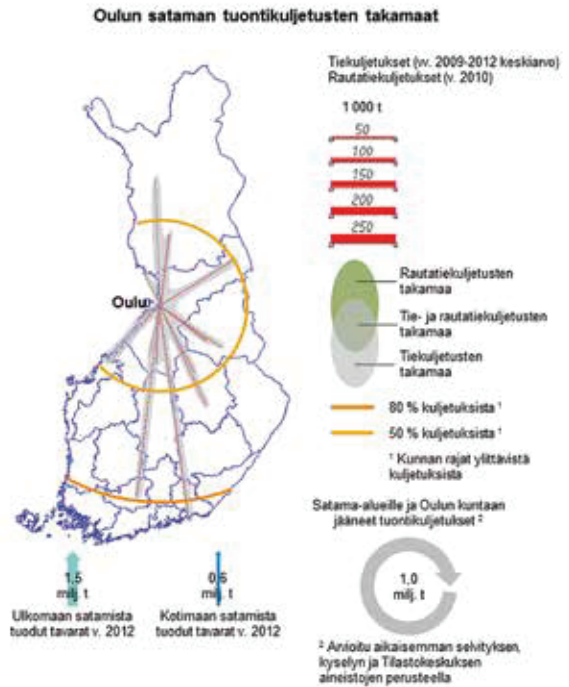 Oulun sataman tuontikuljetusten takamaat
Tiekuljetukset (vv. 2009-2012 keskiarvo)
Rautatiekuljetukset (v. 2010)
1 000 t
50
100
150
200
250
Oulu
Rautatiekuljetusten
takamaa
Tie- ja rautatiekuljetusten
takamaa
Tiekuljetusten
takamaa
80 % kuljetuksista ¹
50 % kuljetuksista ¹
¹ Kunnan rajat ylittävistä
kuljetuksista
Satama-alueille ja Oulun kuntaan
jääneet tuontikuljetukset ²
1,0
milj. t
² Arvioitu aikaisemman selvityksen,
kyselyn ja Tilastokeskuksen
aineistojen perusteella
1,5
milj. t
Ulkomaan satamista
tuodut tavarat v. 2012
0,6
milj. t
Kotimaan satamista
tuodut tavarat v. 2012